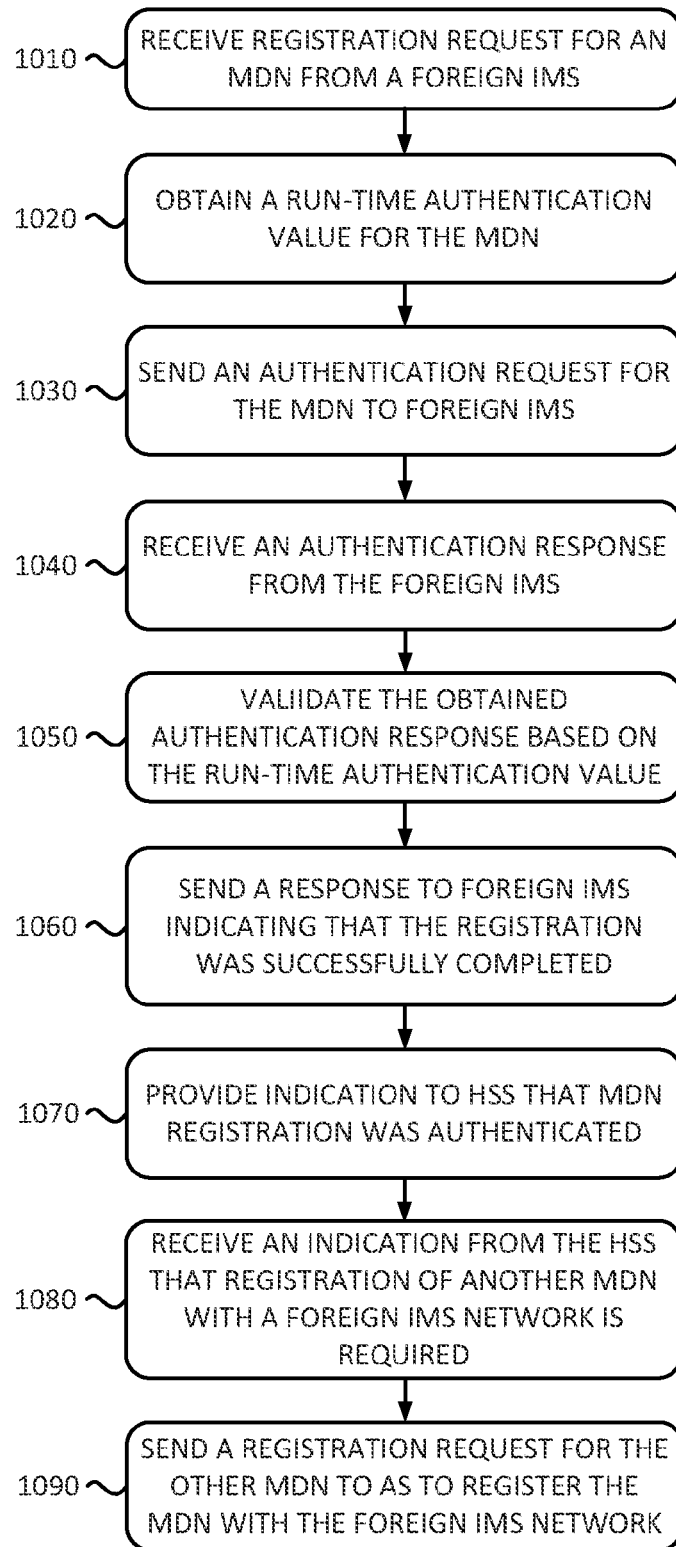 1010
RECEIVE REGISTRATION REQUEST FOR AN
MDN FROM A FOREIGN IMS
1020
OBTAIN A RUN-TIME AUTHENTICATION
VALUE FOR THE MDN
1030
SEND AN AUTHENTICATION REQUEST FOR
THE MDN TO FOREIGN IMS
1040
RECEIVE AN AUTHENTICATION RESPONSE
FROM THE FOREIGN IMS
1050
VALIIDATE THE OBTAINED
AUTHENTICATION RESPONSE BASED ON
THE RUN-TIME AUTHENTICATION VALUE
1060
SEND A RESPONSE TO FOREIGN IMS
INDICATING THAT THE REGISTRATION
WAS SUCCESSFULLY COMPLETED
1070
PROVIDE INDICATION TO HSS THAT MDN
REGISTRATION WAS AUTHENTICATED
1080
RECEIVE AN INDICATION FROM THE HSS
THAT REGISTRATION OF ANOTHER MDN
WITH A FOREIGN IMS NETWORK IS
REQUIRED
1090
SEND A REGISTRATION REQUEST FOR THE
OTHER MDN TO AS TO REGISTER THE
MDN WITH THE FOREIGN IMS NETWORK